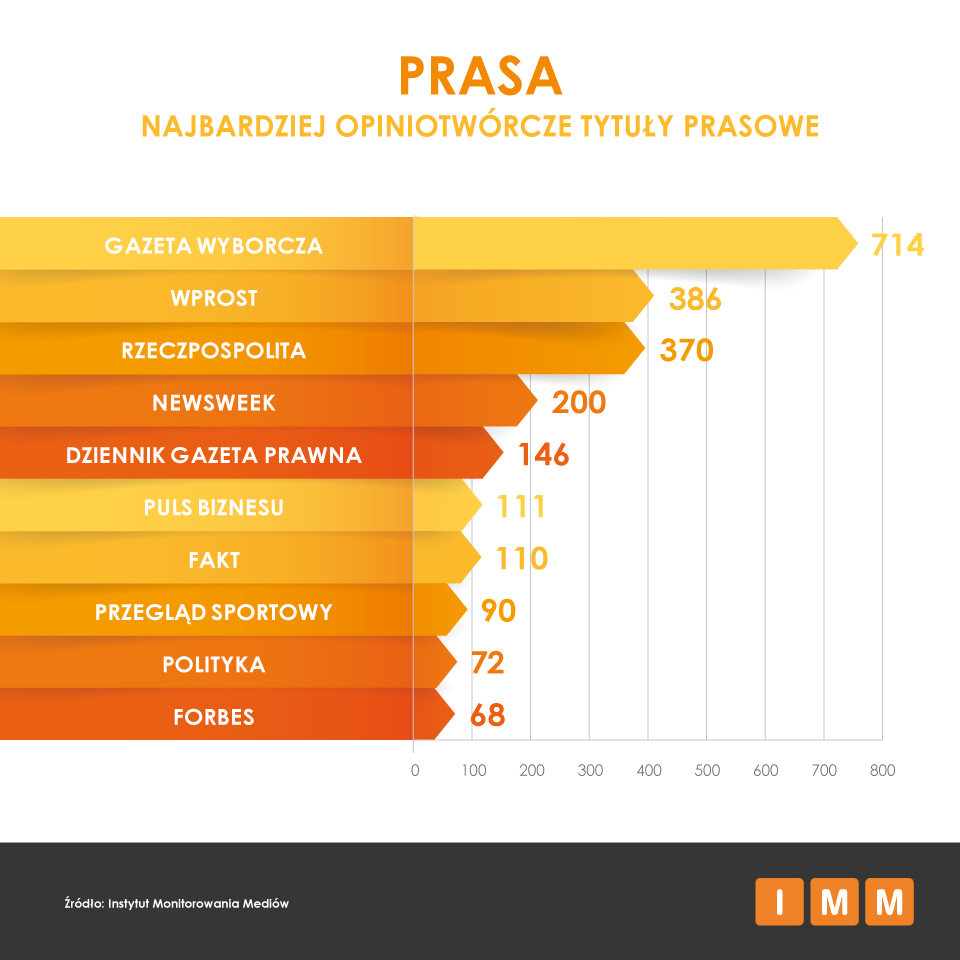 PRASA
NAJBARDZIEJ OPINIOTWÓRCZE TYTUŁY PRASOWE
GAZETA WYBORCZA 714
WPROST 386
RZECZPOSPOLITA 370
NEWSWEEK 200
DZIENNIK GAZETA PRAWNA 146
PULS BIZNESU 111
FAKT 110
PRZEGLĄD SPORTOWY 90
POLITYKA 72
FORBES 68
0 100 200 300 400 500 600 700 800
Źródło: Instytut Monitorowania Mediów
IMM